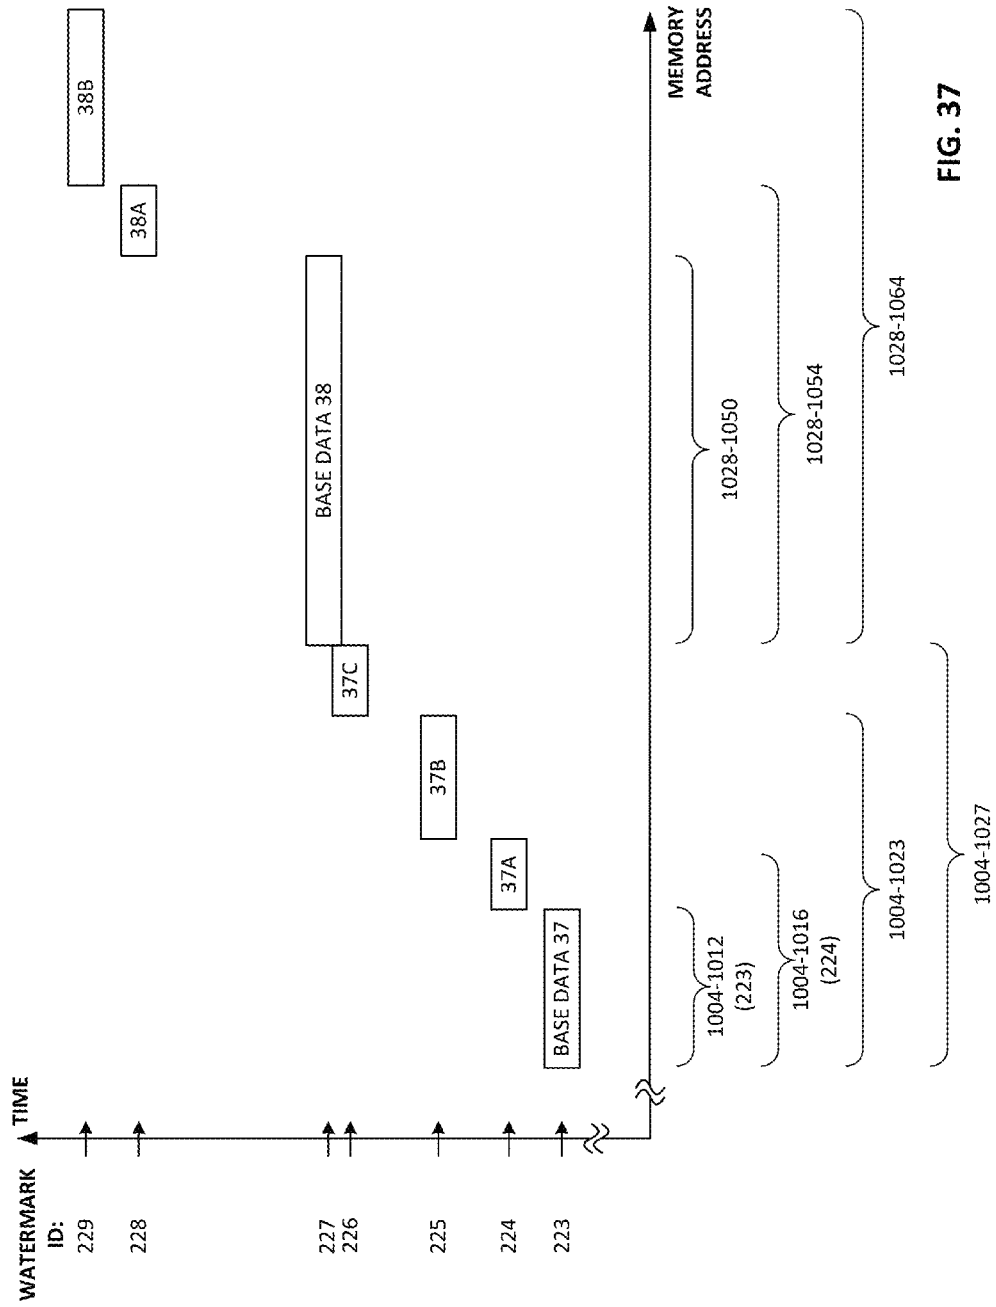 WATERMARK
ID:
TIME
229
228
227
226
225
224
223
38B
38A
BASE DATA 38
37C
37B
37A
BASE DATA 37
MEMORY
ADDRESS
1004-1012
(223)
1004-1016
(224)
1004-1023
1004-1027
1028-1050
1028-1054
1028-1064
FIG. 37